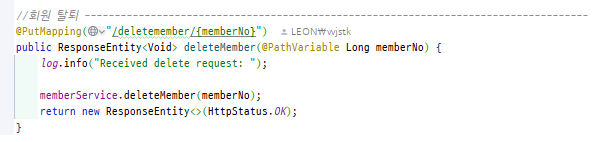 //회원 탈퇴 ------------------------------------------------------------------------
@PutMapping("/deletemember/{memberNo}") LEON₩wjstk
public ResponseEntity<Void> deleteMember(@PathVariable Long memberNo) {
log.info("Received delete request: ");
memberService.deleteMember(memberNo);
return new ResponseEntity<>(HttpStatus.OK);
}